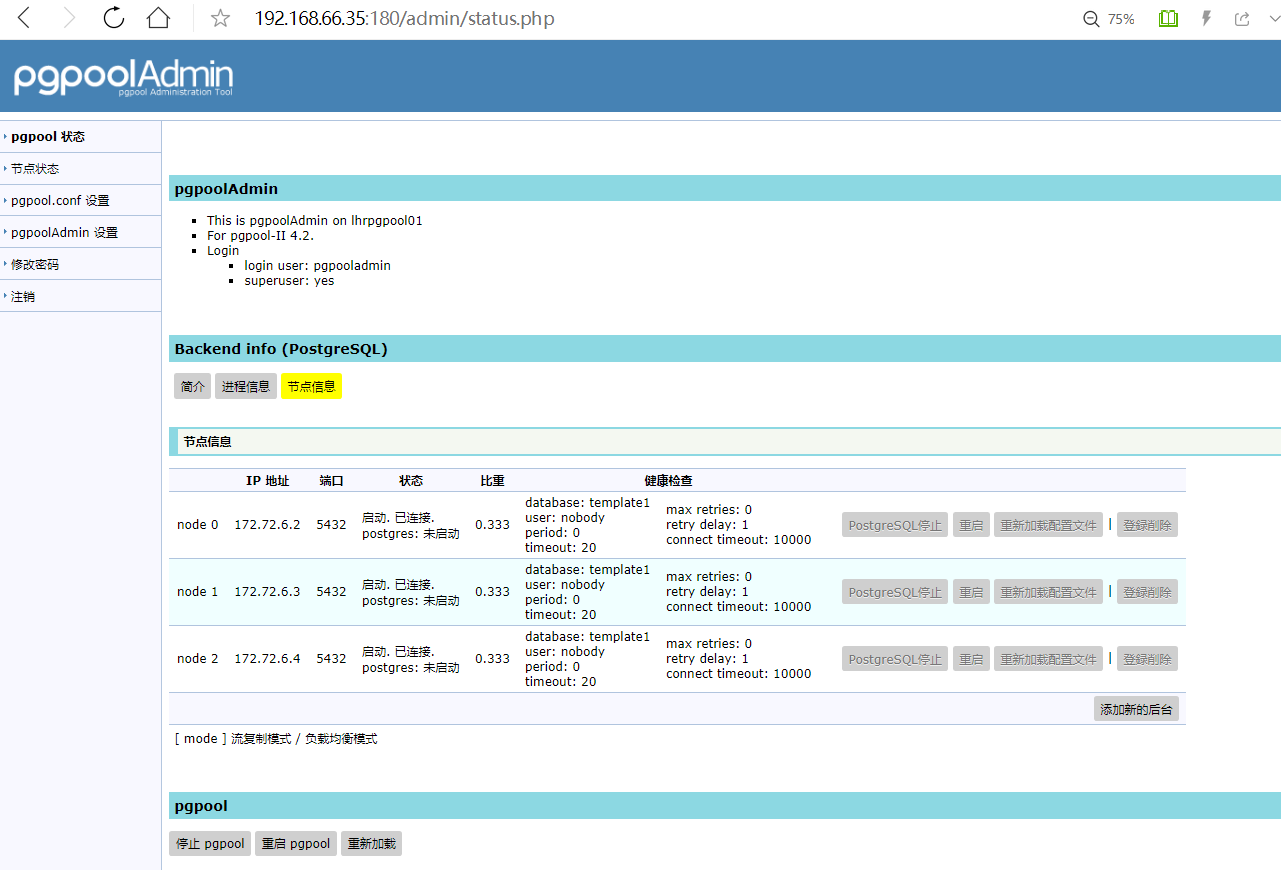 192.168.66.35:180/admin/status.php 75%
pgpoolAdmin
pgpool Administration Tool
pgpool 状态
节点状态
pgpool.conf 设置
pgpoolAdmin 设置
修改密码
注销
pgpoolAdmin
This is pgpoolAdmin on lhrpgpool01
For pgpool-II 4.2.
Login
login user: pgpooladmin
superuser: yes
Backend info (PostgreSQL)
简介 进程信息 节点信息
节点信息
IP 地址 端口 状态 比重 健康检查
node 0 172.72.6.2 5432 启动. 已连接. postgres: 未启动 0.333 database: template1 user: nobody period: 0 timeout: 20 max retries: 0 retry delay: 1 connect timeout: 10000 PostgreSQL停止 重启 重新加载配置文件 | 登録削除
node 1 172.72.6.3 5432 启动. 已连接. postgres: 未启动 0.333 database: template1 user: nobody period: 0 timeout: 20 max retries: 0 retry delay: 1 connect timeout: 10000 PostgreSQL停止 重启 重新加载配置文件 | 登録削除
node 2 172.72.6.4 5432 启动. 已连接. postgres: 未启动 0.333 database: template1 user: nobody period: 0 timeout: 20 max retries: 0 retry delay: 1 connect timeout: 10000 PostgreSQL停止 重启 重新加载配置文件 | 登録削除
添加新的后台
[ mode ] 流复制模式 / 负载均衡模式
pgpool
停止 pgpool 重启 pgpool 重新加载